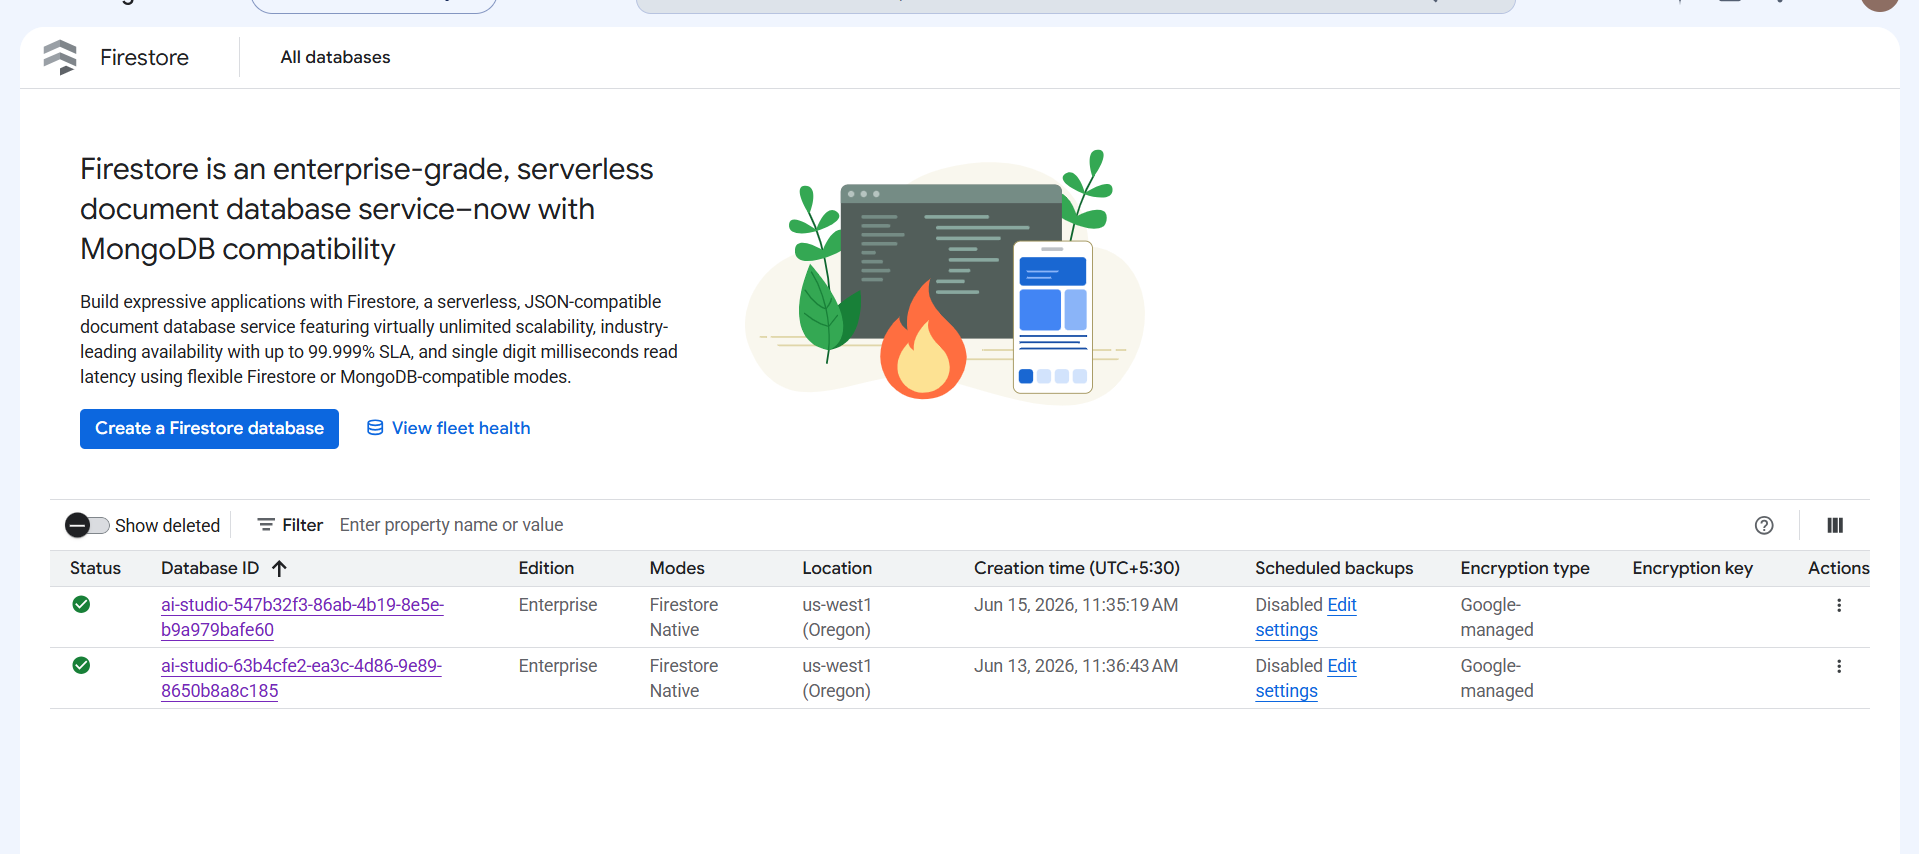 Firestore
All databases
Firestore is an enterprise-grade, serverless
document database service–now with
MongoDB compatibility
Build expressive applications with Firestore, a serverless, JSON-compatible
document database service featuring virtually unlimited scalability, industry-
leading availability with up to 99.999% SLA, and single digit milliseconds read
latency using flexible Firestore or MongoDB-compatible modes.
Create a Firestore database View fleet health
Show deleted Filter Enter property name or value
Status Database ID Edition Modes Location Creation time (UTC+5:30) Scheduled backups Encryption type Encryption key Actions
ai-studio-547b32f3-86ab-4b19-8e5e- Enterprise Firestore us-west1 Jun 15, 2026, 11:35:19 AM Disabled Edit Google-
b9a979bafe60 Native (Oregon) settings managed
ai-studio-63b4cfe2-ea3c-4d86-9e89- Enterprise Firestore us-west1 Jun 13, 2026, 11:36:43 AM Disabled Edit Google-
8650b8a8c185 Native (Oregon) settings managed